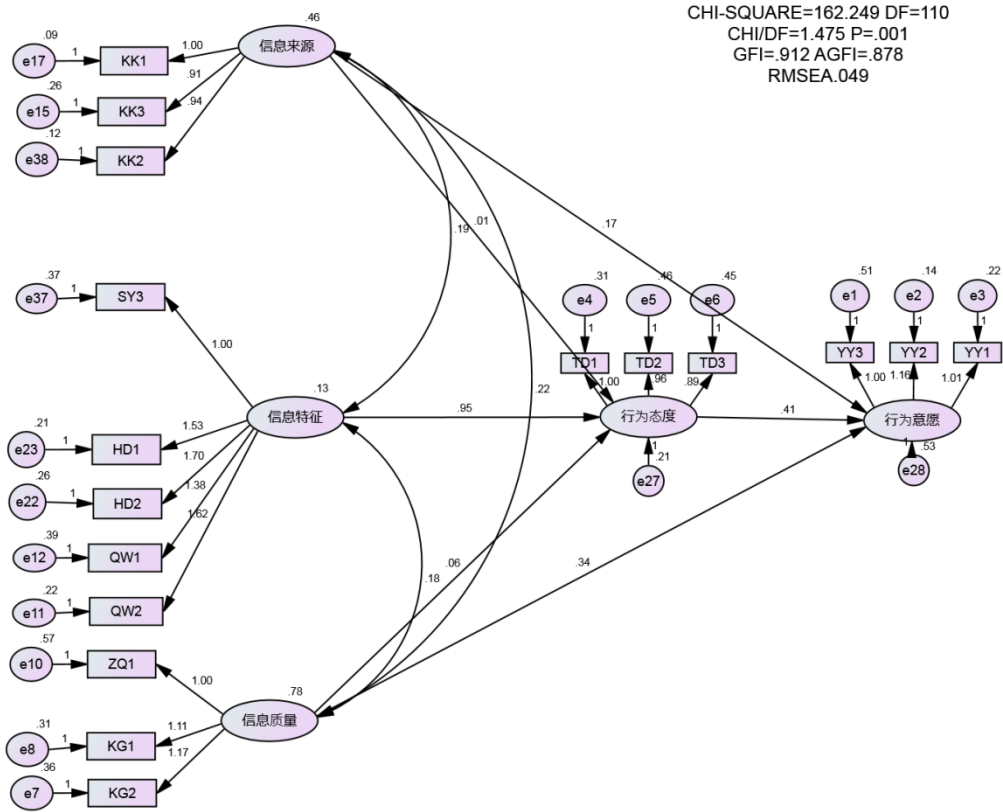 CHI-SQUARE=162.249 DF=110
CHI/DF=1.475 P=.001
GFI=.912 AGFI=.878
RMSEA.049
.46
信息来源
.09
e17
1
KK1
1.00
.26
e15
1
KK3
.91
.12
e38
1
KK2
.94
.19
.01
.17
.37
e37
1
SY3
1.00
.31
e4
1
TD1
1.00
.46
e5
1
TD2
.96
.45
e6
1
TD3
.89
.51
e1
1
YY3
1.00
.14
e2
1
YY2
1.16
.22
e3
1
YY1
1.01
.13
信息特征
.95
.22
行为态度
.41
行为意愿
1
.21
e27
1
.53
e28
.21
e23
1
HD1
1.53
.26
e22
1
HD2
1.70
.39
e12
1
QW1
1.38
.22
e11
1
QW2
1.62
.18
.06
.34
.57
e10
1
ZQ1
1.00
.78
信息质量
.31
e8
1
KG1
1.11
.36
e7
1
KG2
1.17